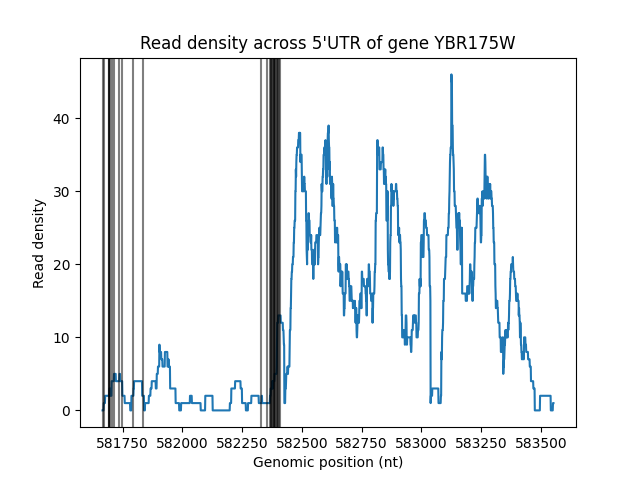 Read density across 5'UTR of gene YBR175W
40
30
20
10
0
Read density
581750 582000 582250 582500 582750 583000 583250 583500
Genomic position (nt)